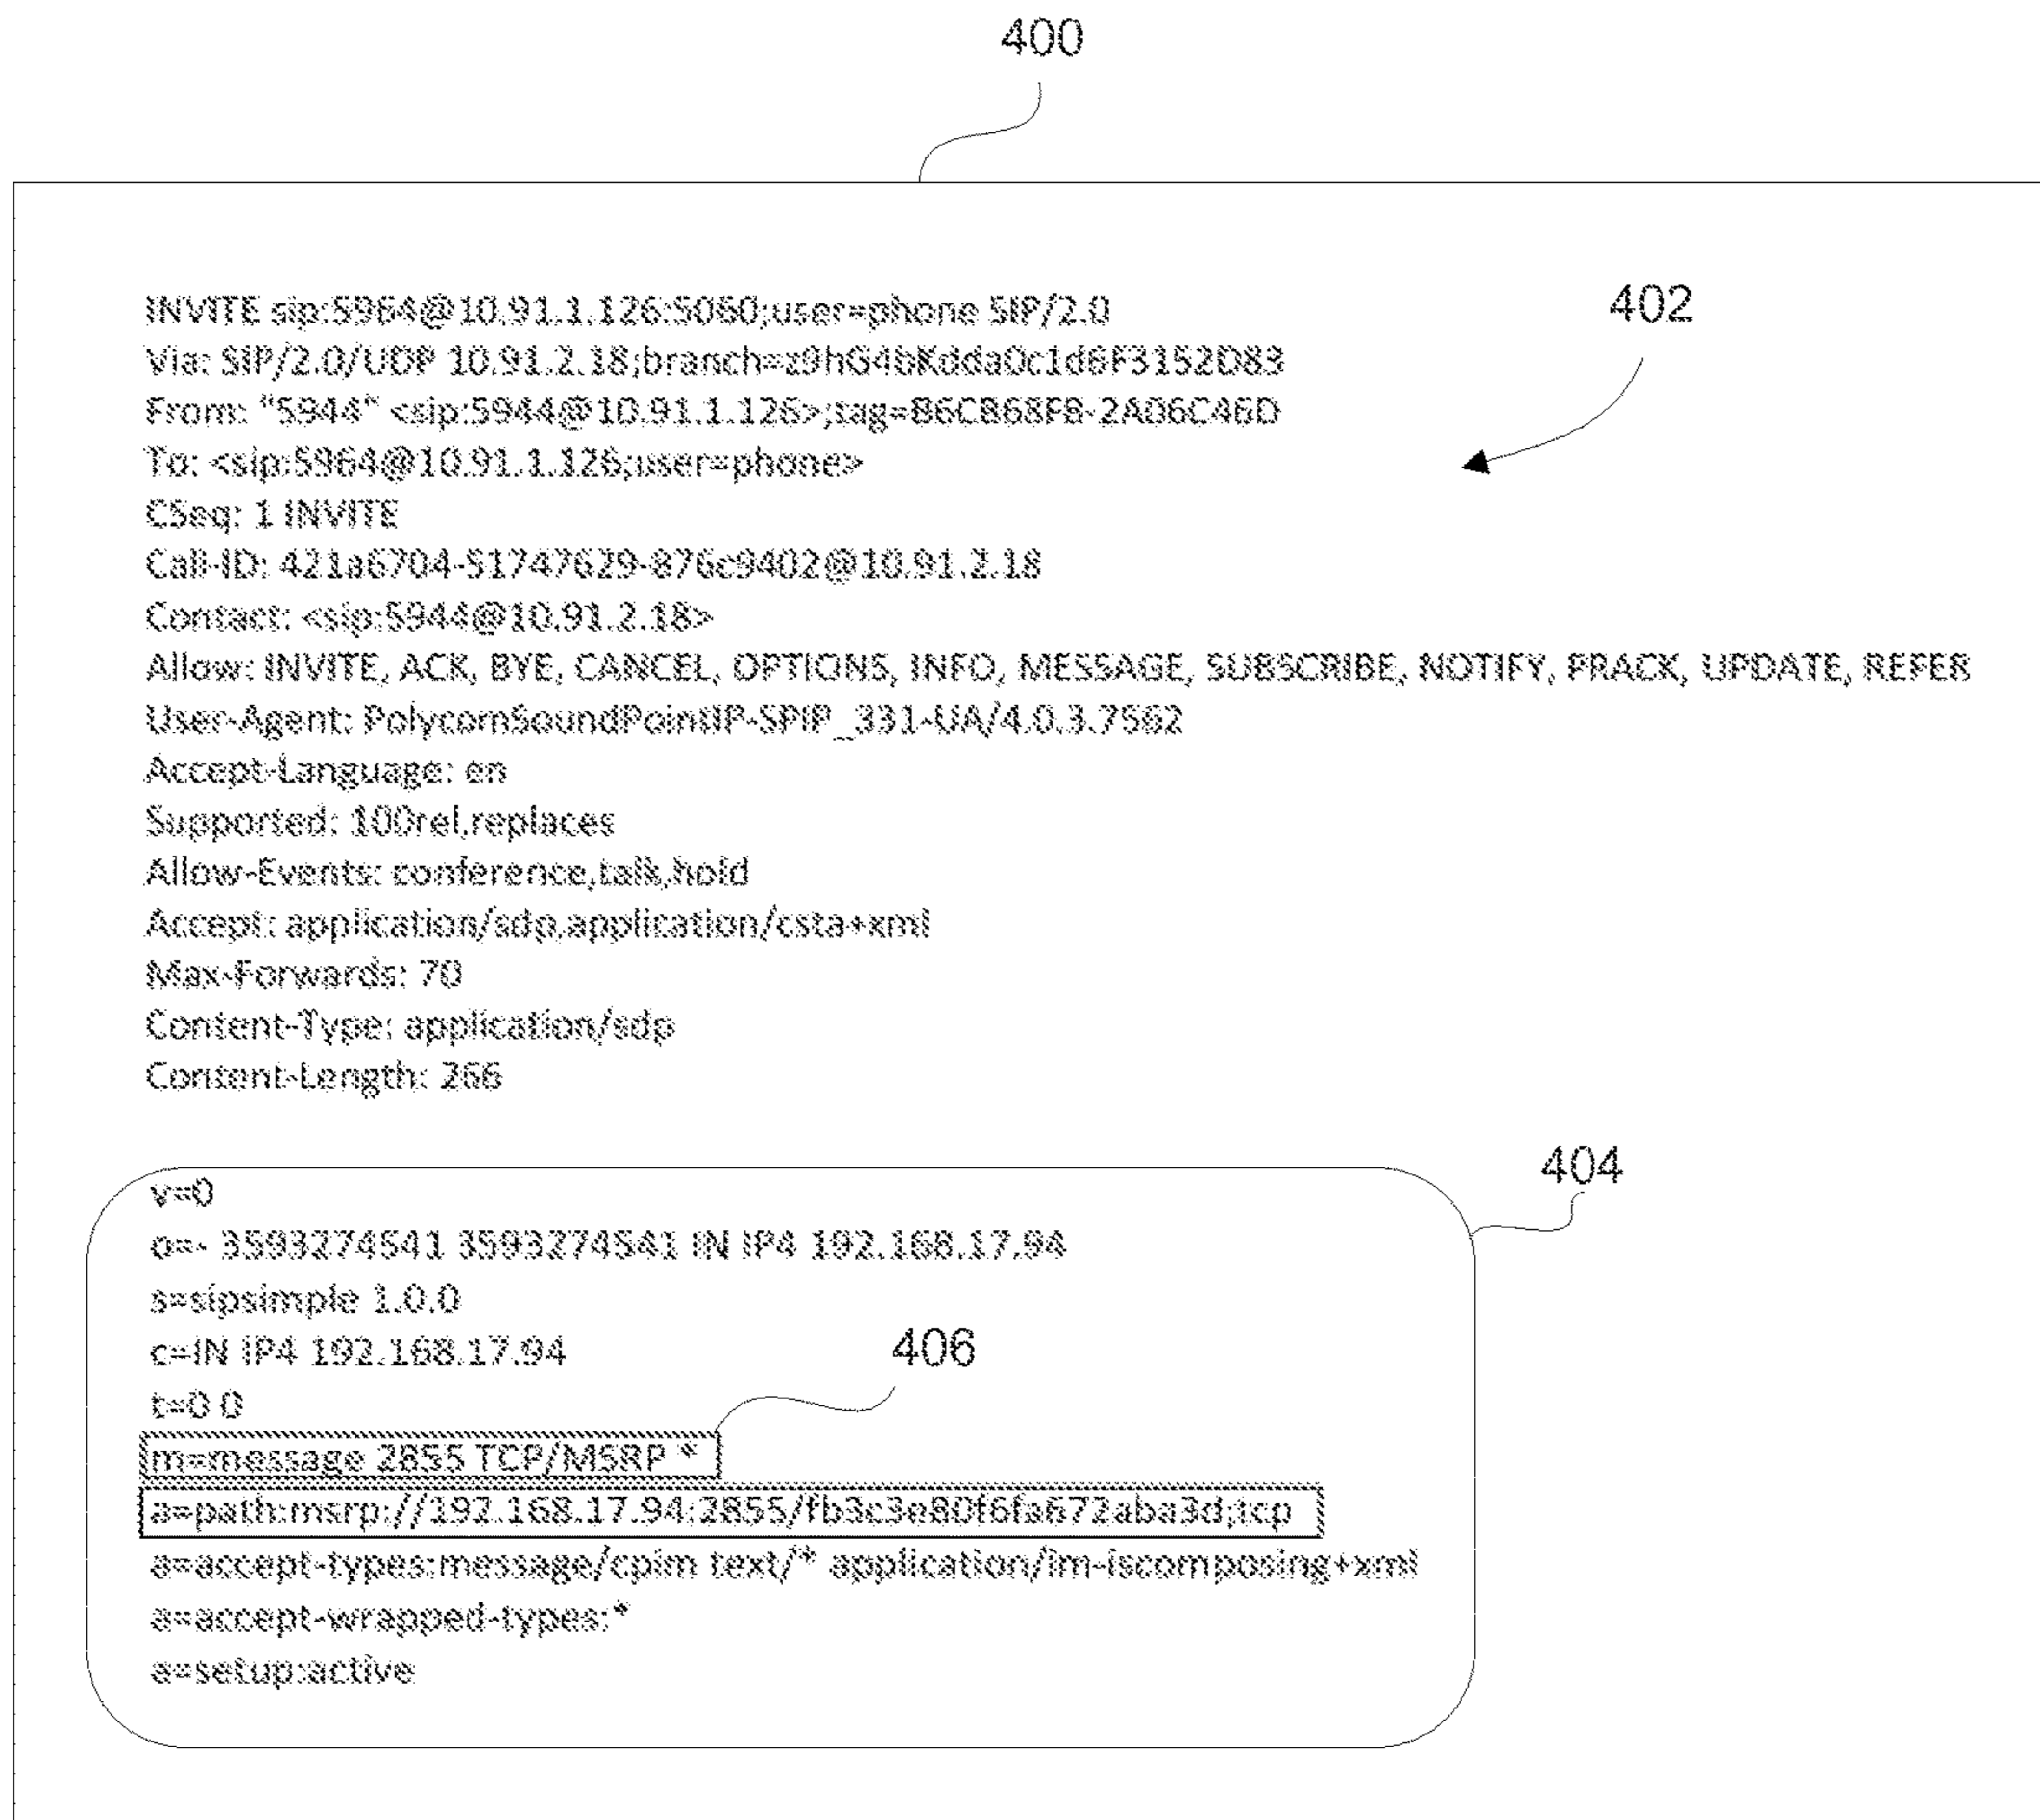 400
INVITE sip:5964@10.91.1.126:5060;user=phone SIP/2.0
402
Via: SIP/2.0/UDP 10.91.2.18;branch=z9hG4bKdda0c1d6F3152D83
From: "5944" <sip:5944@10.91.1.126>;tag=B6CB68F8-2A06C46D
To: <sip:5964@10.91.1.126;user=phone>
CSeq: 1 INVITE
Call-ID: 421a6704-51747629-876c9402@10.91.2.18
Contact: <sip:5944@10.91.2.18>
Allow: INVITE, ACK, BYE, CANCEL, OPTIONS, INFO, MESSAGE, SUBSCRIBE, NOTIFY, PRACK, UPDATE, REFER
User-Agent: PolycomSoundPointIP-SPIP_331-UA/4.0.3.7562
Accept-Language: en
Supported: 100rel,replaces
Allow-Events: conference,talk,hold
Accept: application/sdp,application/csta+xml
Max-Forwards: 70
Content-Type: application/sdp
Content-Length: 266
404
v=0
o=- 3593274541 3593274541 IN IP4 192.168.17.94
s=sipsimple 1.0.0
c=IN IP4 192.168.17.94
406
t=0 0
m=message 2855 TCP/MSRP *
a=path:msrp://192.168.17.94:2855/fb3c3e80f6fa672aba3d;tcp
a=accept-types:message/cpim text/* application/im-iscomposing+xml
a=accept-wrapped-types:*
a=setup:active